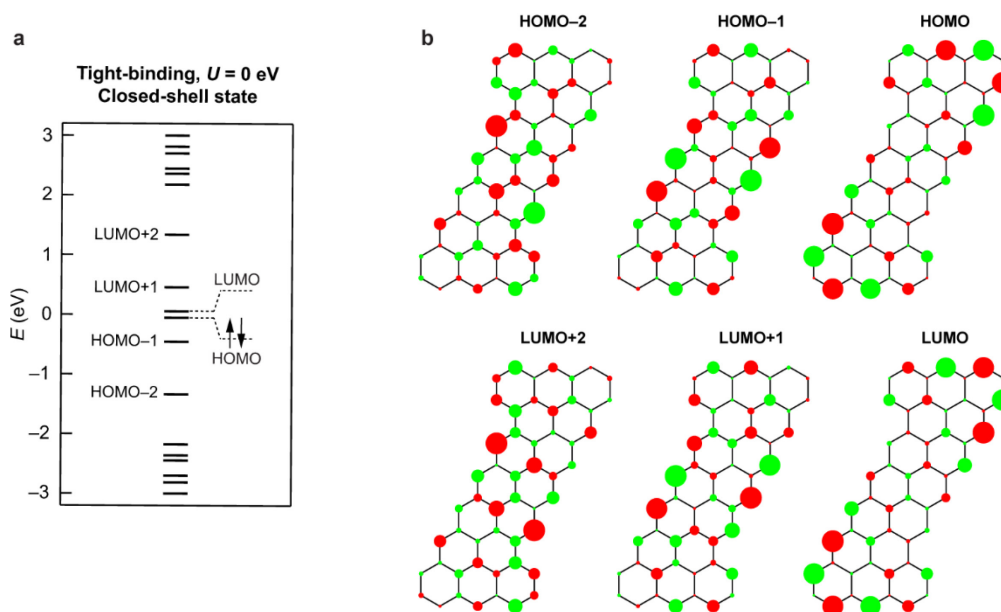 a
Tight-binding, U = 0 eV
Closed-shell state
E (eV)
3
2
1
0
−1
−2
−3
LUMO+2
LUMO+1
HOMO−1
HOMO−2
LUMO
HOMO
b
HOMO−2
HOMO−1
HOMO
LUMO+2
LUMO+1
LUMO